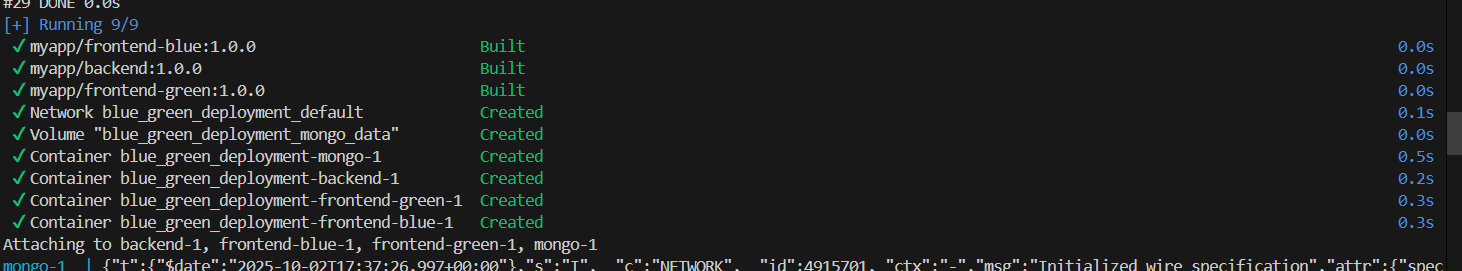 #29 DONE 0.0s
[+] Running 9/9
✓ myapp/frontend-blue:1.0.0 Built 0.0s
✓ myapp/backend:1.0.0 Built 0.0s
✓ myapp/frontend-green:1.0.0 Built 0.0s
✓ Network blue_green_deployment_default Created 0.1s
✓ Volume "blue_green_deployment_mongo_data" Created 0.0s
✓ Container blue_green_deployment-mongo-1 Created 0.5s
✓ Container blue_green_deployment-backend-1 Created 0.2s
✓ Container blue_green_deployment-frontend-green-1 Created 0.3s
✓ Container blue_green_deployment-frontend-blue-1 Created 0.3s
Attaching to backend-1, frontend-blue-1, frontend-green-1, mongo-1
mongo-1 | {"t":{"$date":"2025-10-02T17:37:26.997+00:00"},"s":"I", "c":"NETWORK", "id":4915701, "ctx":"-","msg":"Initialized wire specification","attr":{"spec